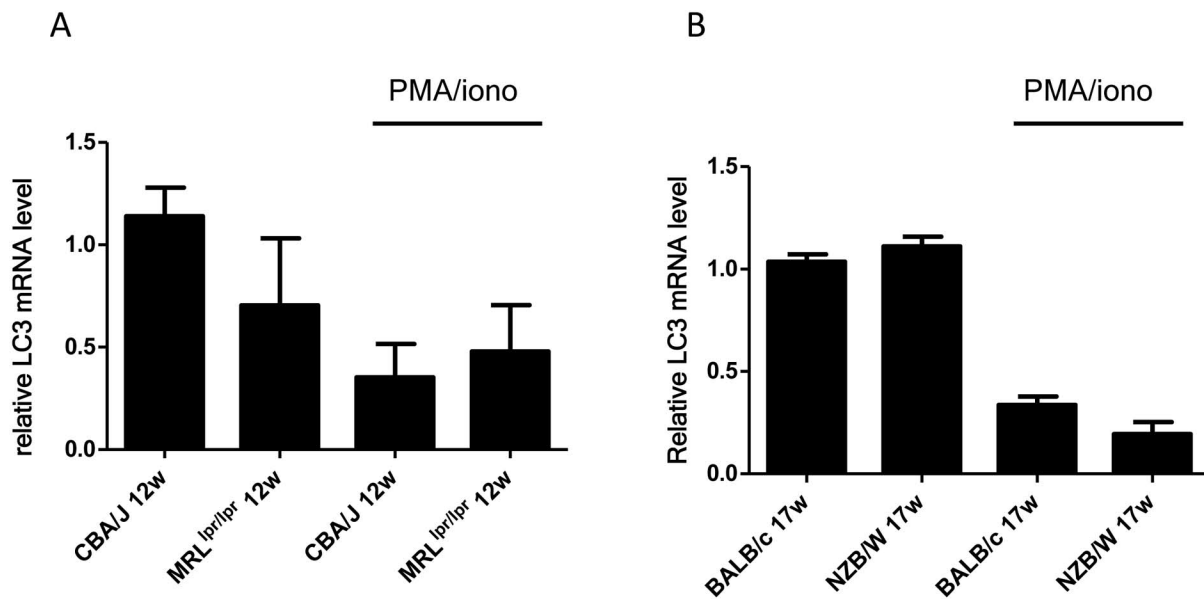 A
PMA/iono
relative LC3 mRNA level
1.5
1.0
0.5
0.0
CBA/J 12w
MRL lpr/lpr 12w
CBA/J 12w
MRL lpr/lpr 12w
B
PMA/iono
Relative LC3 mRNA level
1.5
1.0
0.5
0.0
BALB/c 17w
NZB/W 17w
BALB/c 17w
NZB/W 17w